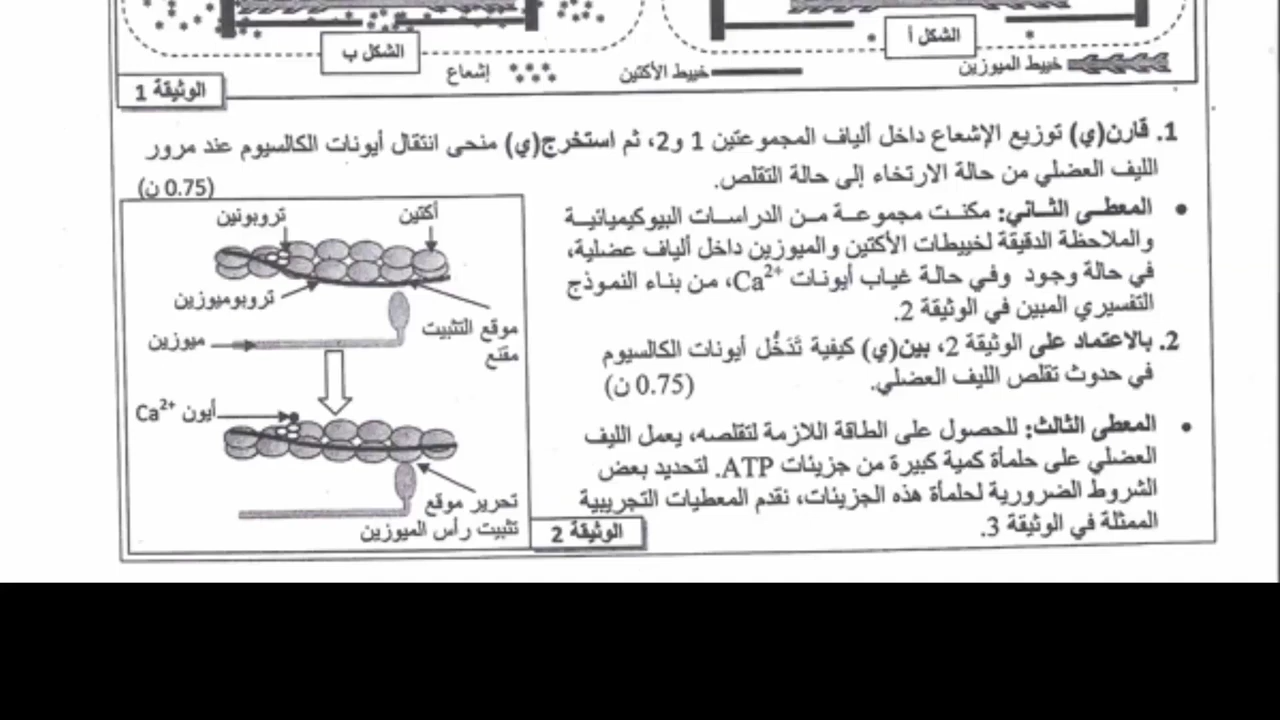 الشكل أ
الشكل ب
خييط الميوزين
خييط الأكتين
إشعاع
الوثيقة 1
1. قارن(ي) توزيع الإشعاع داخل ألياف المجموعتين 1 و2، ثم استخرج(ي) منحى انتقال أيونات الكالسيوم عند مرور
الليف العضلي من حالة الارتخاء إلى حالة التقلص.
(0.75 ن)
• المعطى الثاني: مكنت مجموعة من الدراسات البيوكيميائية
والملاحظة الدقيقة لخييطات الأكتين والميوزين داخل ألياف عضلية،
في حالة وجود وفي حالة غياب أيونات Ca²⁺، من بناء النموذج
التفسيري المبين في الوثيقة 2.
2. بالاعتماد على الوثيقة 2، بين(ي) كيفية تَدَخُّل أيونات الكالسيوم
في حدوث تقلص الليف العضلي. (0.75 ن)
• المعطى الثالث: للحصول على الطاقة اللازمة لتقلصه، يعمل الليف
العضلي على حلمأة كمية كبيرة من جزيئات ATP. لتحديد بعض
الشروط الضرورية لحلمأة هذه الجزيئات، نقدم المعطيات التجريبية
الممثلة في الوثيقة 3.
أكتين
تروبونين
تروبوميوزين
موقع التثبيت
مقنع
ميوزين
أيون Ca²⁺
تحرير موقع
تثبيت رأس الميوزين
الوثيقة 2